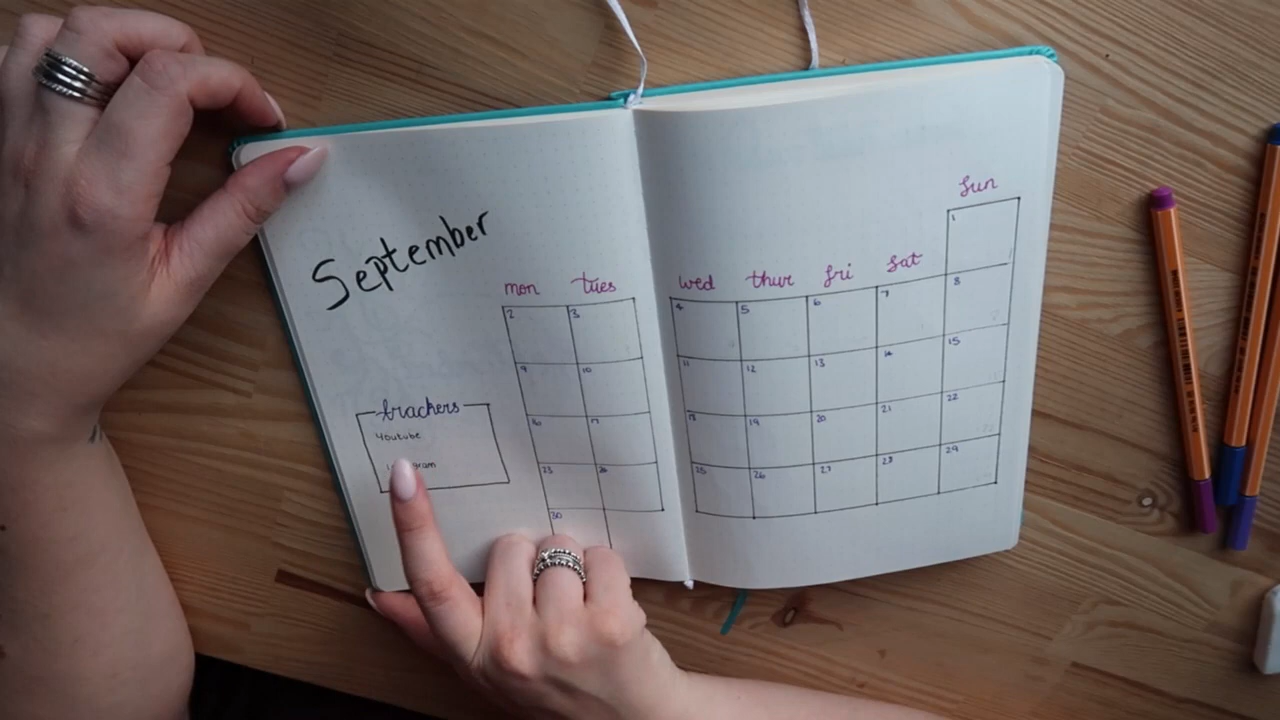 September
sun
mon tues wed thur fri sat
1
2 3 4 5 6 7 8
9 10 11 12 13 14 15
16 17 18 19 20 21 22
23 24 25 26 27 28 29
30
trackers
Youtube
gram